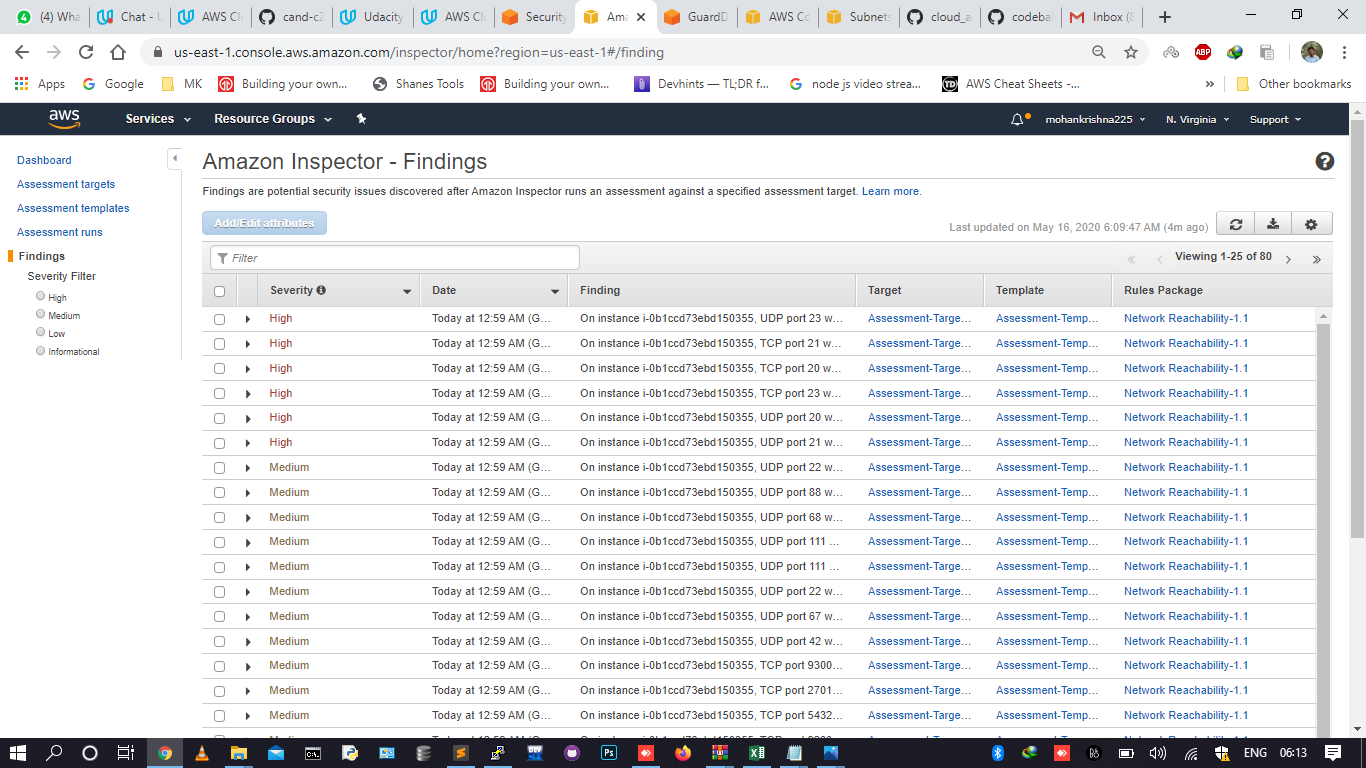 (4) Wha
Chat - U
AWS Cl
cand-c2
Udacity
AWS Cl
Security
Ama
GuardD
AWS Co
Subnets
cloud_a
codebal
Inbox (8
us-east-1.console.aws.amazon.com/inspector/home?region=us-east-1#/finding
Apps
Google
MK
Building your own...
Shanes Tools
Building your own...
Devhints — TL;DR f...
node js video strea...
AWS Cheat Sheets -...
»
Other bookmarks
aws
Services
Resource Groups
mohankrishna225
N. Virginia
Support
Dashboard
Assessment targets
Assessment templates
Assessment runs
Findings
Severity Filter
High
Medium
Low
Informational
Amazon Inspector - Findings
Findings are potential security issues discovered after Amazon Inspector runs an assessment against a specified assessment target. Learn more.
Add/Edit attributes
Last updated on May 16, 2020 6:09:47 AM (4m ago)
Filter
Viewing 1-25 of 80
Severity Date Finding Target Template Rules Package
High Today at 12:59 AM (G... On instance i-0b1ccd73ebd150355, UDP port 23 w... Assessment-Targe... Assessment-Temp... Network Reachability-1.1
High Today at 12:59 AM (G... On instance i-0b1ccd73ebd150355, TCP port 21 w... Assessment-Targe... Assessment-Temp... Network Reachability-1.1
High Today at 12:59 AM (G... On instance i-0b1ccd73ebd150355, TCP port 20 w... Assessment-Targe... Assessment-Temp... Network Reachability-1.1
High Today at 12:59 AM (G... On instance i-0b1ccd73ebd150355, TCP port 23 w... Assessment-Targe... Assessment-Temp... Network Reachability-1.1
High Today at 12:59 AM (G... On instance i-0b1ccd73ebd150355, UDP port 20 w... Assessment-Targe... Assessment-Temp... Network Reachability-1.1
High Today at 12:59 AM (G... On instance i-0b1ccd73ebd150355, UDP port 21 w... Assessment-Targe... Assessment-Temp... Network Reachability-1.1
Medium Today at 12:59 AM (G... On instance i-0b1ccd73ebd150355, UDP port 22 w... Assessment-Targe... Assessment-Temp... Network Reachability-1.1
Medium Today at 12:59 AM (G... On instance i-0b1ccd73ebd150355, UDP port 88 w... Assessment-Targe... Assessment-Temp... Network Reachability-1.1
Medium Today at 12:59 AM (G... On instance i-0b1ccd73ebd150355, UDP port 68 w... Assessment-Targe... Assessment-Temp... Network Reachability-1.1
Medium Today at 12:59 AM (G... On instance i-0b1ccd73ebd150355, UDP port 111 ... Assessment-Targe... Assessment-Temp... Network Reachability-1.1
Medium Today at 12:59 AM (G... On instance i-0b1ccd73ebd150355, UDP port 111 ... Assessment-Targe... Assessment-Temp... Network Reachability-1.1
Medium Today at 12:59 AM (G... On instance i-0b1ccd73ebd150355, UDP port 22 w... Assessment-Targe... Assessment-Temp... Network Reachability-1.1
Medium Today at 12:59 AM (G... On instance i-0b1ccd73ebd150355, UDP port 67 w... Assessment-Targe... Assessment-Temp... Network Reachability-1.1
Medium Today at 12:59 AM (G... On instance i-0b1ccd73ebd150355, UDP port 42 w... Assessment-Targe... Assessment-Temp... Network Reachability-1.1
Medium Today at 12:59 AM (G... On instance i-0b1ccd73ebd150355, TCP port 9300... Assessment-Targe... Assessment-Temp... Network Reachability-1.1
Medium Today at 12:59 AM (G... On instance i-0b1ccd73ebd150355, TCP port 2701... Assessment-Targe... Assessment-Temp... Network Reachability-1.1
Medium Today at 12:59 AM (G... On instance i-0b1ccd73ebd150355, TCP port 5432... Assessment-Targe... Assessment-Temp... Network Reachability-1.1
ENG 06:13